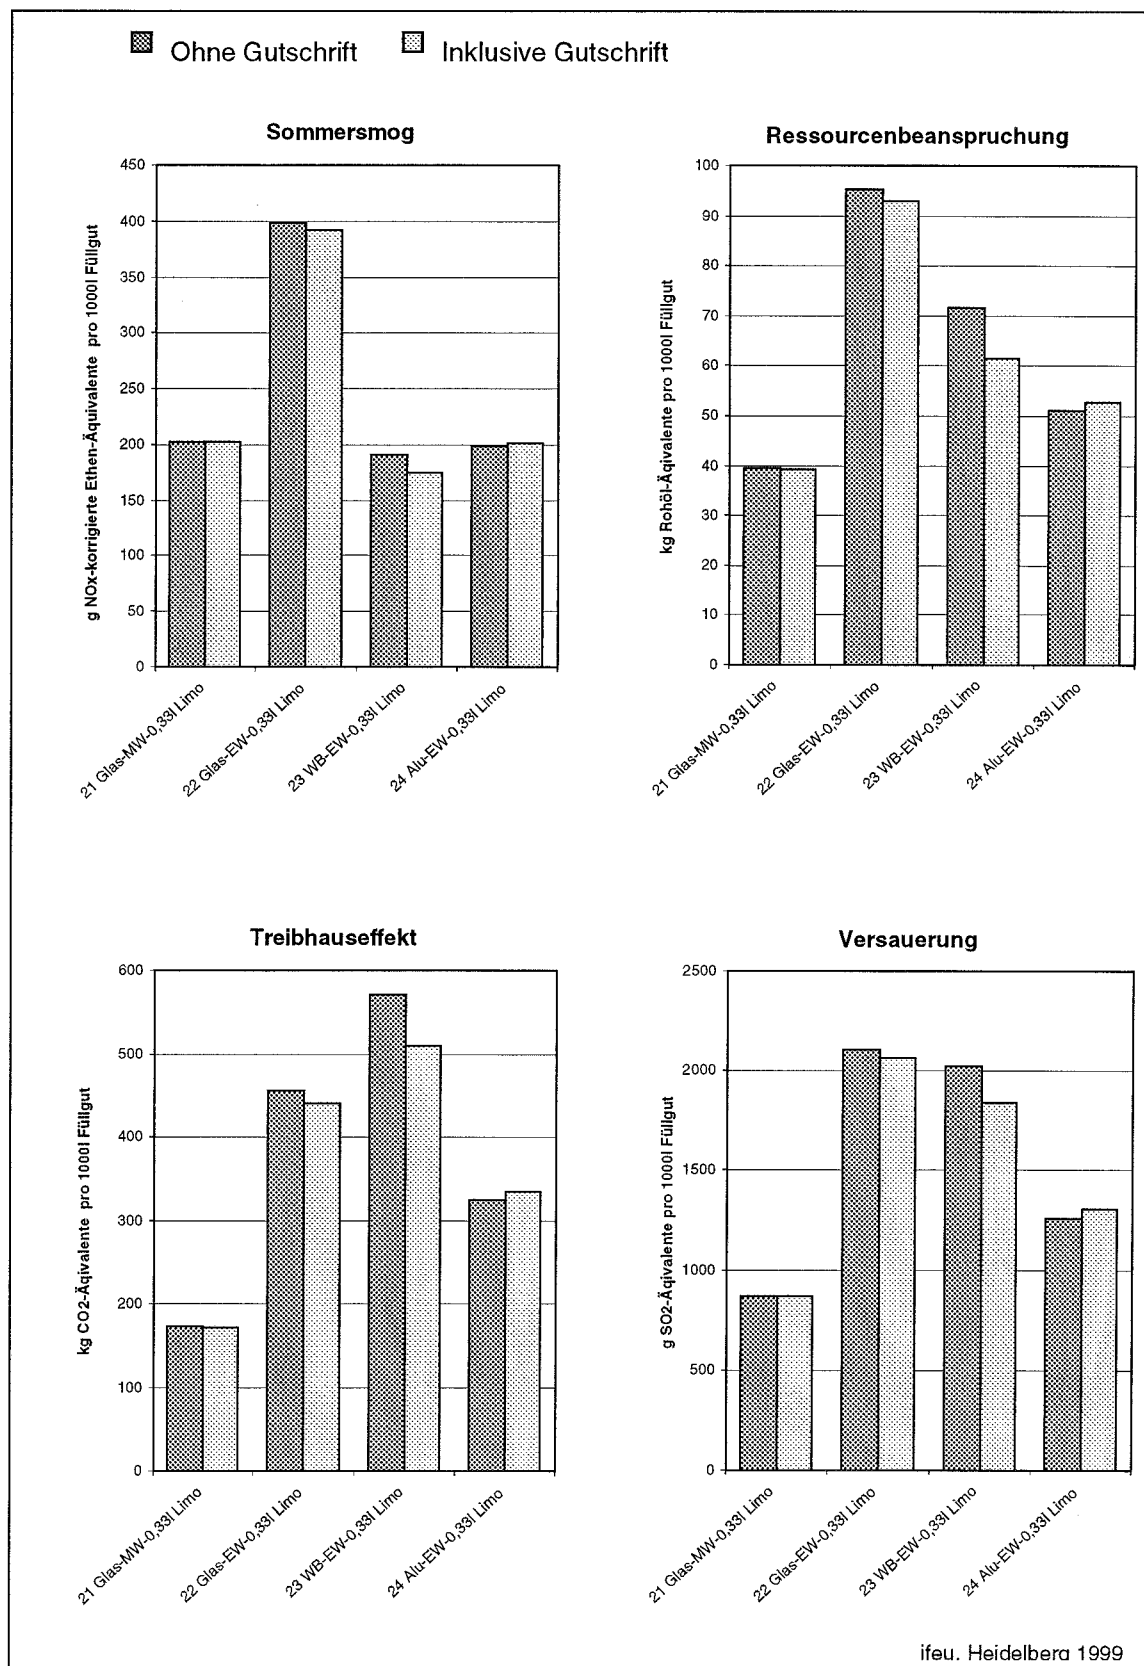 Ohne Gutschrift Inklusive Gutschrift
Sommersmog
g NOx-korrigierte Ethen-Äquivalente pro 1000l Füllgut
450
400
350
300
250
200
150
100
50
0
21 Glas-MW-0,33l Limo
22 Glas-EW-0,33l Limo
23 WB-EW-0,33l Limo
24 Alu-EW-0,33l Limo
Ressourcenbeanspruchung
kg Rohöl-Äqivalente pro 1000l Füllgut
100
90
80
70
60
50
40
30
20
10
0
21 Glas-MW-0,33l Limo
22 Glas-EW-0,33l Limo
23 WB-EW-0,33l Limo
24 Alu-EW-0,33l Limo
Treibhauseffekt
kg CO2-Äqivalente pro 1000l Füllgut
600
500
400
300
200
100
0
21 Glas-MW-0,33l Limo
22 Glas-EW-0,33l Limo
23 WB-EW-0,33l Limo
24 Alu-EW-0,33l Limo
Versauerung
g SO2-Äqivalente pro 1000l Füllgut
2500
2000
1500
1000
500
0
21 Glas-MW-0,33l Limo
22 Glas-EW-0,33l Limo
23 WB-EW-0,33l Limo
24 Alu-EW-0,33l Limo
ifeu. Heidelberg 1999